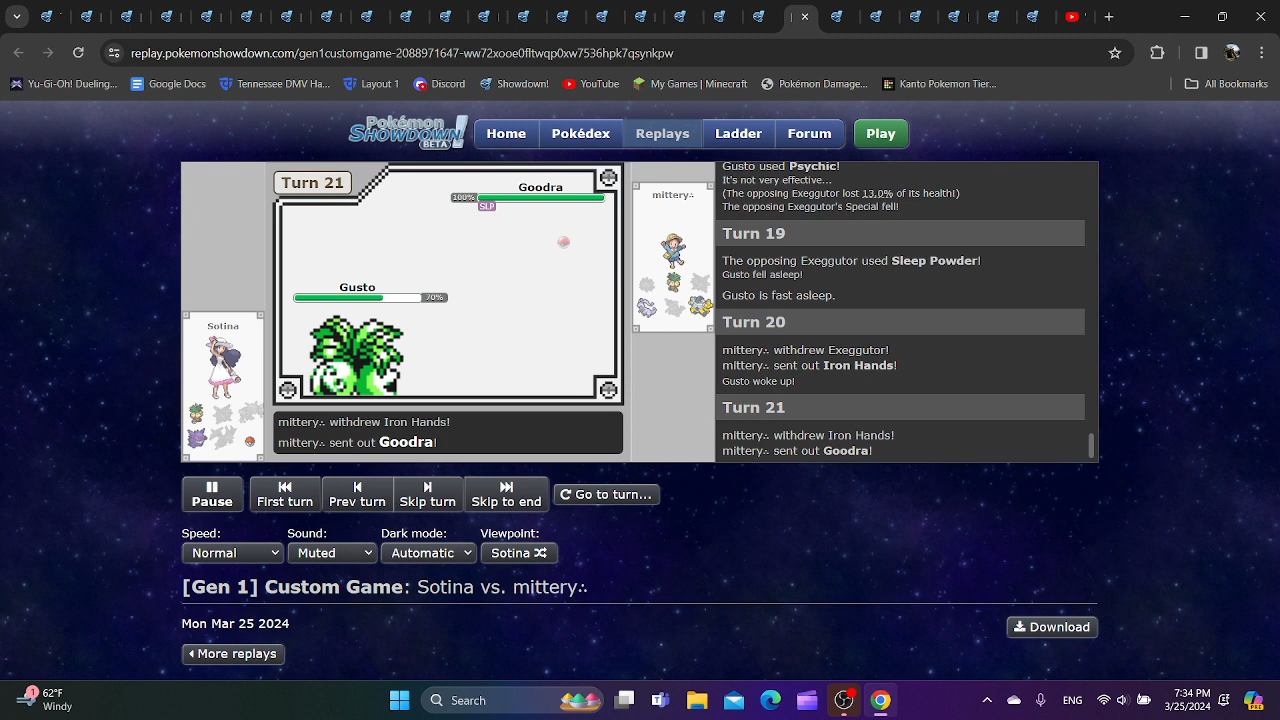 replay.pokemonshowdown.com/gen1customgame-2088971647-ww72xooe0fltwqp0xw7536hpk7qsynkpw
Yu-Gi-Oh! Dueling...
Google Docs
Tennessee DMV Ha...
Layout 1
Discord
Showdown!
YouTube
My Games | Minecraft
Pokémon Damage...
Kanto Pokemon Tier...
All Bookmarks
Pokémon
SHOWDOWN!
BETA
Home
Pokédex
Replays
Ladder
Forum
Play
Turn 21
Goodra
100%
SLP
Gusto
70%
Sotina
mittery∴
mittery∴ withdrew Iron Hands!
mittery∴ sent out Goodra!
Gusto used Psychic!
It's not very effective...
(The opposing Exeggutor lost 13.0% of its health!)
The opposing Exeggutor's Special fell!
Turn 19
The opposing Exeggutor used Sleep Powder!
Gusto fell asleep!
Gusto is fast asleep.
Turn 20
mittery∴ withdrew Exeggutor!
mittery∴ sent out Iron Hands!
Gusto woke up!
Turn 21
mittery∴ withdrew Iron Hands!
mittery∴ sent out Goodra!
Pause
First turn
Prev turn
Skip turn
Skip to end
Go to turn...
Speed:
Sound:
Dark mode:
Viewpoint:
Normal
Muted
Automatic
Sotina
[Gen 1] Custom Game: Sotina vs. mittery∴
Mon Mar 25 2024
Download
More replays
1
62°F
Windy
Search
ENG
7:34 PM
3/25/2024
PRE